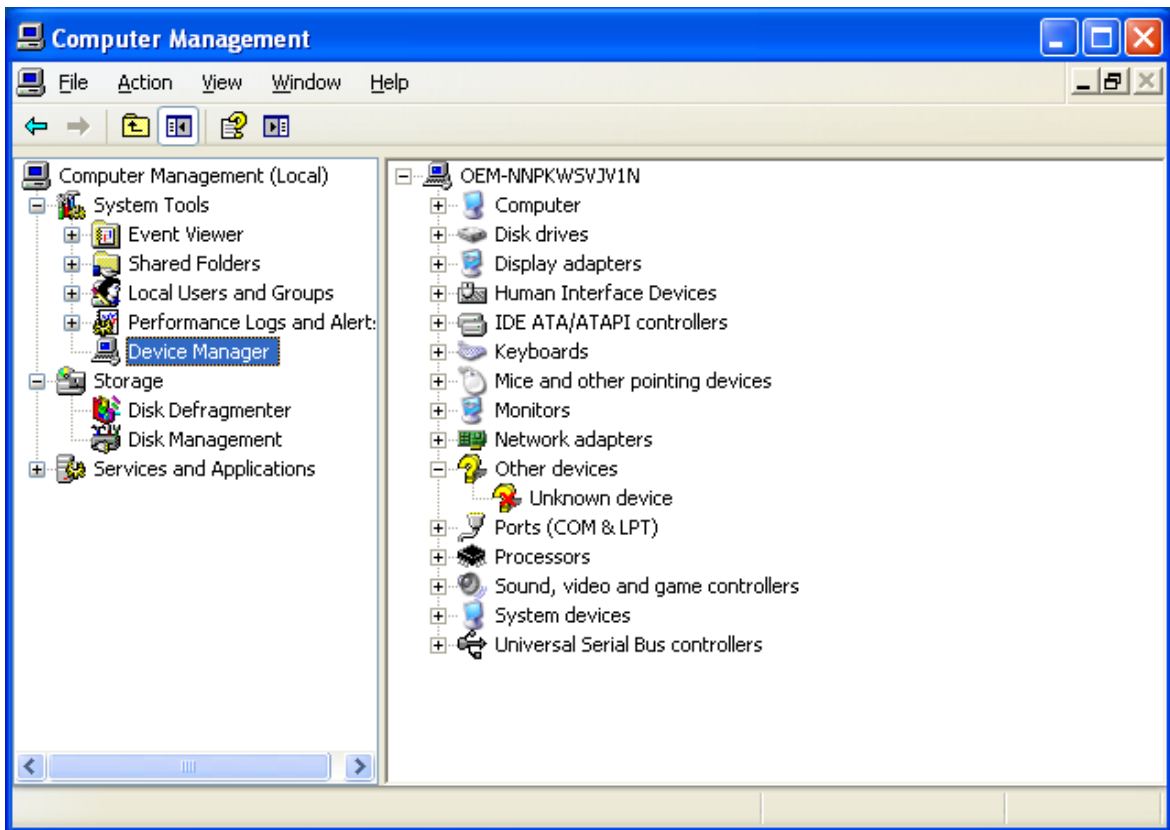 Computer Management
File Action View Window Help
Computer Management (Local)
System Tools
Event Viewer
Shared Folders
Local Users and Groups
Performance Logs and Alert:
Device Manager
Storage
Disk Defragmenter
Disk Management
Services and Applications
OEM-NNPKWSVJV1N
Computer
Disk drives
Display adapters
Human Interface Devices
IDE ATA/ATAPI controllers
Keyboards
Mice and other pointing devices
Monitors
Network adapters
Other devices
Unknown device
Ports (COM & LPT)
Processors
Sound, video and game controllers
System devices
Universal Serial Bus controllers